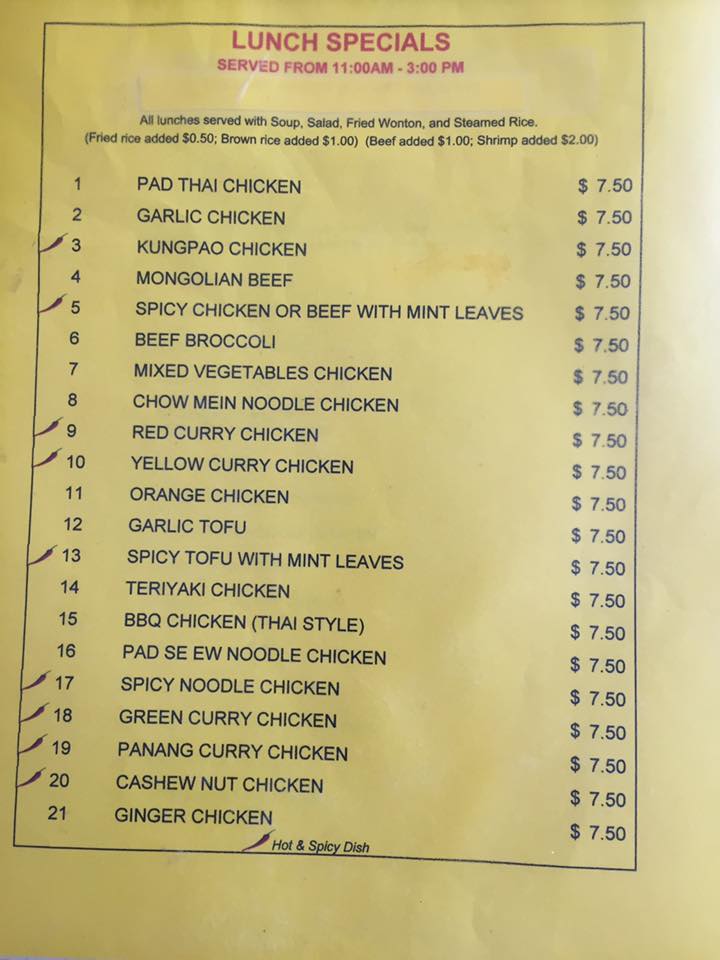 LUNCH SPECIALS
SERVED FROM 11:00AM - 3:00 PM
All lunches served with Soup, Salad, Fried Wonton, and Steamed Rice.
(Fried rice added $0.50; Brown rice added $1.00) (Beef added $1.00; Shrimp added $2.00)
1 PAD THAI CHICKEN $ 7.50
2 GARLIC CHICKEN $ 7.50
3 KUNGPAO CHICKEN $ 7.50
4 MONGOLIAN BEEF $ 7.50
5 SPICY CHICKEN OR BEEF WITH MINT LEAVES $ 7.50
6 BEEF BROCCOLI $ 7.50
7 MIXED VEGETABLES CHICKEN $ 7.50
8 CHOW MEIN NOODLE CHICKEN $ 7.50
9 RED CURRY CHICKEN $ 7.50
10 YELLOW CURRY CHICKEN $ 7.50
11 ORANGE CHICKEN $ 7.50
12 GARLIC TOFU $ 7.50
13 SPICY TOFU WITH MINT LEAVES $ 7.50
14 TERIYAKI CHICKEN $ 7.50
15 BBQ CHICKEN (THAI STYLE) $ 7.50
16 PAD SE EW NOODLE CHICKEN $ 7.50
17 SPICY NOODLE CHICKEN $ 7.50
18 GREEN CURRY CHICKEN $ 7.50
19 PANANG CURRY CHICKEN $ 7.50
20 CASHEW NUT CHICKEN $ 7.50
21 GINGER CHICKEN $ 7.50
Hot & Spicy Dish